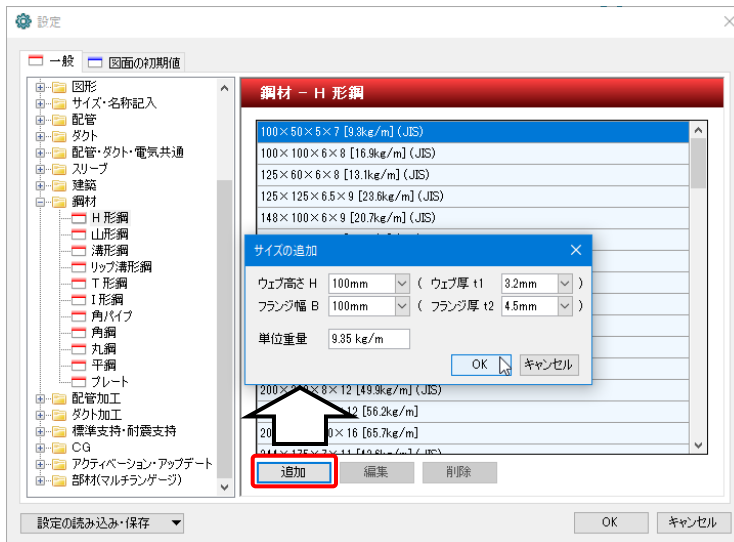 設定
一般 図面の初期値
図形
サイズ・名称記入
配管
ダクト
配管・ダクト・電気共通
スリーブ
建築
鋼材
H 形鋼
山形鋼
溝形鋼
リップ溝形鋼
T 形鋼
I 形鋼
角パイプ
角鋼
丸鋼
平鋼
プレート
配管加工
ダクト加工
標準支持・耐震支持
CG
アクティベーション・アップデート
部材(マルチランゲージ)
鋼材 - H 形鋼
100×50×5×7 [9.3kg/m] (JIS)
100×100×6×8 [16.9kg/m] (JIS)
125×60×6×8 [13.1kg/m] (JIS)
125×125×6.5×9 [23.6kg/m] (JIS)
148×100×6×9 [20.7kg/m] (JIS)
サイズの追加
ウェブ高さ H 100mm ( ウェブ厚 t1 3.2mm )
フランジ幅 B 100mm ( フランジ厚 t2 4.5mm )
単位重量 9.35 kg/m
OK キャンセル
8×12 [49.9kg/m] (JIS)
12 [56.2kg/m]
×16 [65.7kg/m]
追加 編集 削除
設定の読み込み・保存
OK キャンセル